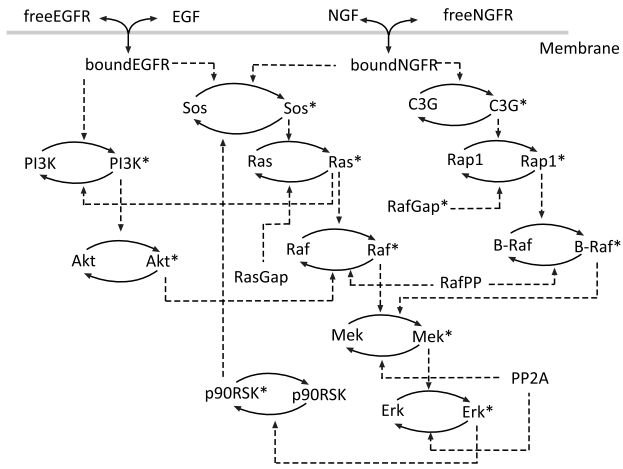 freeEGFR EGF NGF freeNGFR
Membrane
boundEGFR boundNGFR
Sos Sos* C3G C3G*
PI3K PI3K* Ras Ras* Rap1 Rap1*
RafGap*
Akt Akt* Raf Raf* B-Raf B-Raf*
RasGap RafPP
Mek Mek*
PP2A
p90RSK* p90RSK Erk Erk*